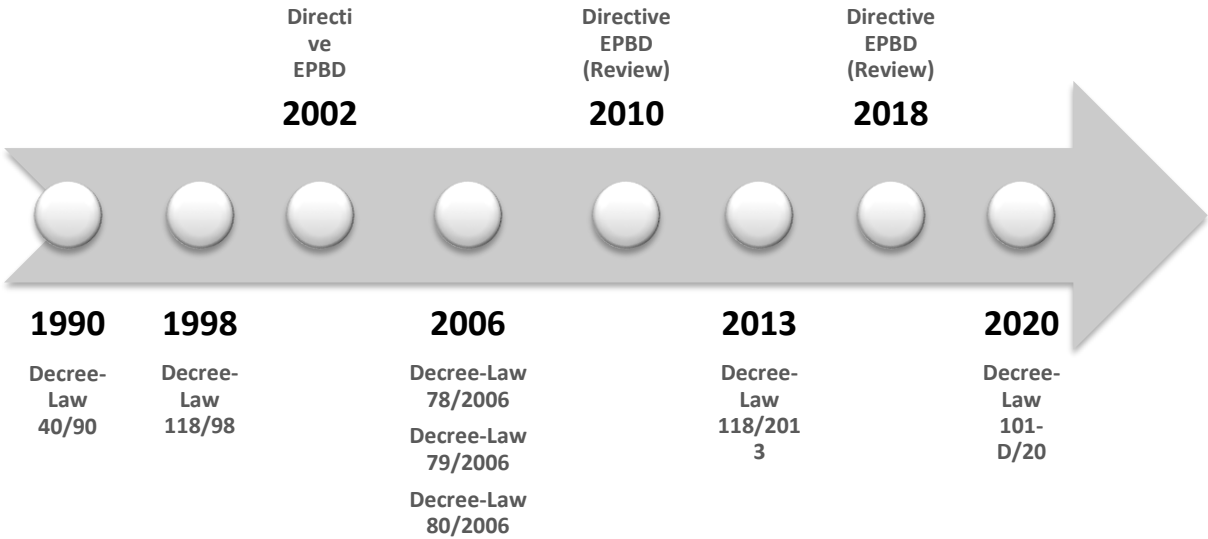 Directi
ve
EPBD
2002
Directive
EPBD
(Review)
2010
Directive
EPBD
(Review)
2018
1990
Decree-
Law
40/90
1998
Decree-
Law
118/98
2006
Decree-Law
78/2006
Decree-Law
79/2006
Decree-Law
80/2006
2013
Decree-
Law
118/201
3
2020
Decree-
Law
101-
D/20